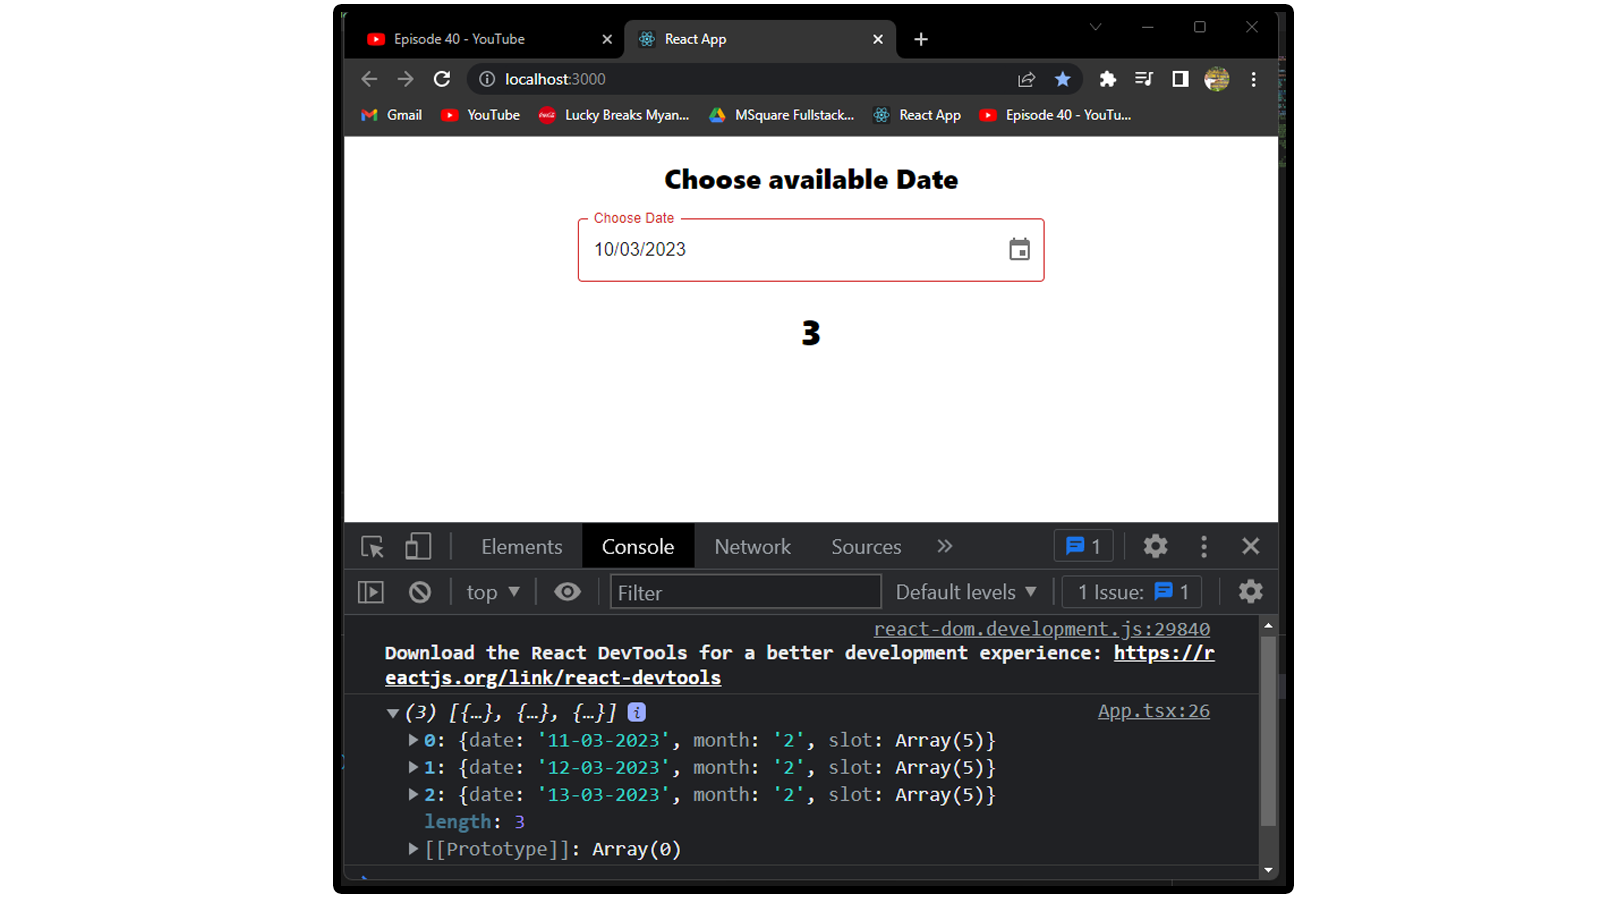 Episode 40 - YouTube
React App
localhost:3000
Gmail
YouTube
Lucky Breaks Myan...
MSquare Fullstack...
React App
Episode 40 - YouTu...
Choose available Date
Choose Date
10/03/2023
3
Elements
Console
Network
Sources
1
top
Filter
Default levels
1 Issue:
1
react-dom.development.js:29840
Download the React DevTools for a better development experience: https://r
eactjs.org/link/react-devtools
(3) [{…}, {…}, {…}] i
App.tsx:26
0: {date: '11-03-2023', month: '2', slot: Array(5)}
1: {date: '12-03-2023', month: '2', slot: Array(5)}
2: {date: '13-03-2023', month: '2', slot: Array(5)}
length: 3
[[Prototype]]: Array(0)